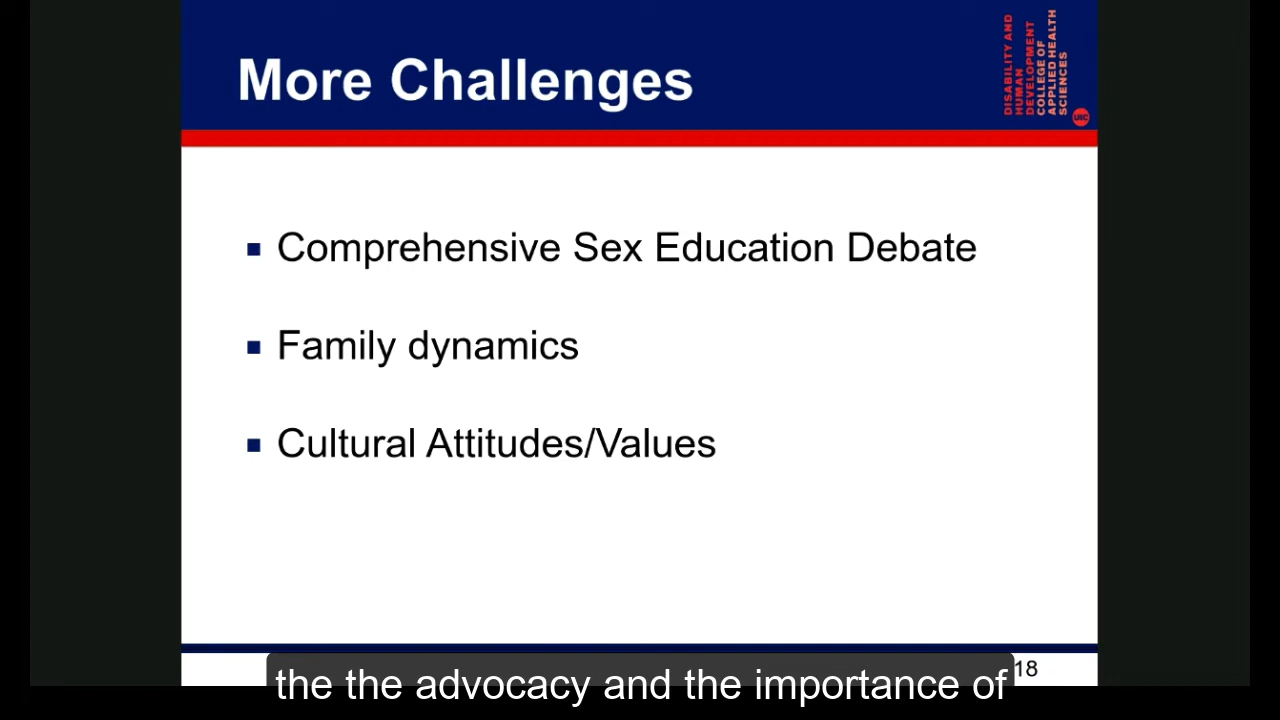 More Challenges
DISABILITY AND
HUMAN
DEVELOPMENT
COLLEGE OF
APPLIED HEALTH
SCIENCES
UIC
▪ Comprehensive Sex Education Debate
▪ Family dynamics
▪ Cultural Attitudes/Values
18
the the advocacy and the importance of